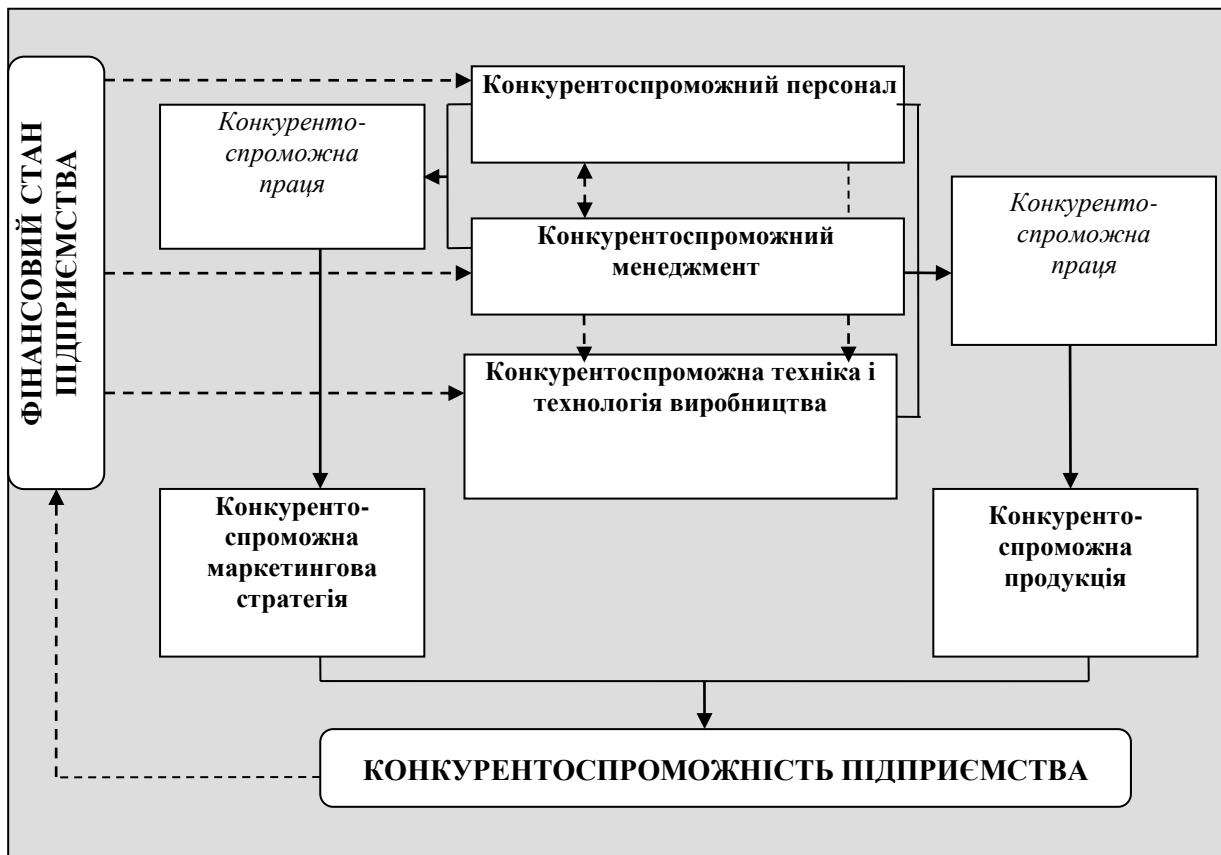 ФІНАНСОВИЙ СТАН
ПІДПРИЄМСТВА
Конкурентоспроможний персонал
Конкуренто-
спроможна
праця
Конкурентоспроможний
менеджмент
Конкуренто-
спроможна
праця
Конкурентоспроможна техніка і
технологія виробництва
Конкуренто-
спроможна
маркетингова
стратегія
Конкуренто-
спроможна
продукція
КОНКУРЕНТОСПРОМОЖНІСТЬ ПІДПРИЄМСТВА